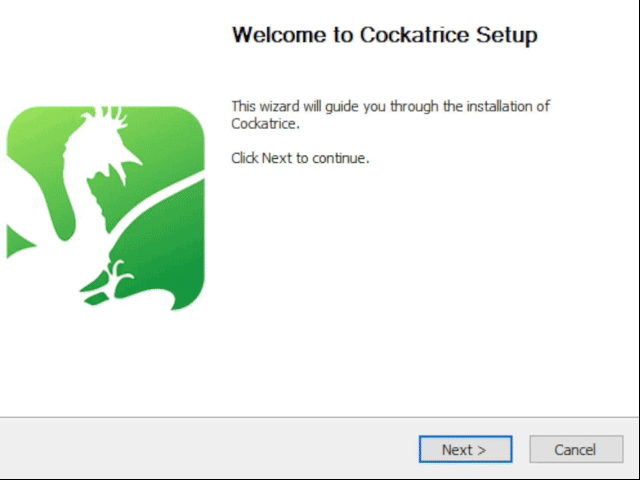 Welcome to Cockatrice Setup
This wizard will guide you through the installation of
Cockatrice.
Click Next to continue.
Next >
Cancel